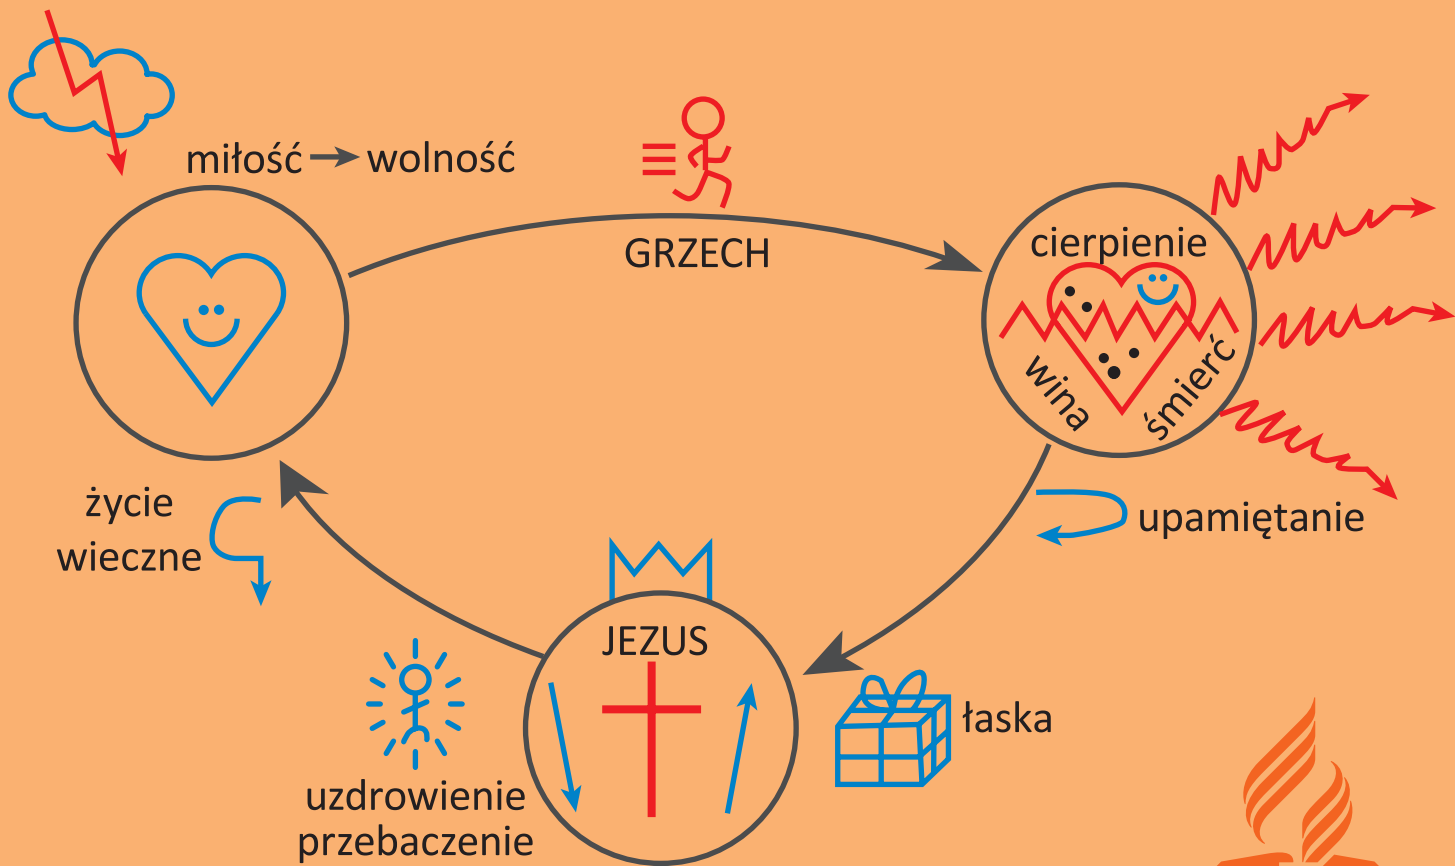 miłość → wolność
GRZECH
cierpienie
wina
śmierć
upamiętanie
łaska
JEZUS
uzdrowienie
przebaczenie
życie
wieczne